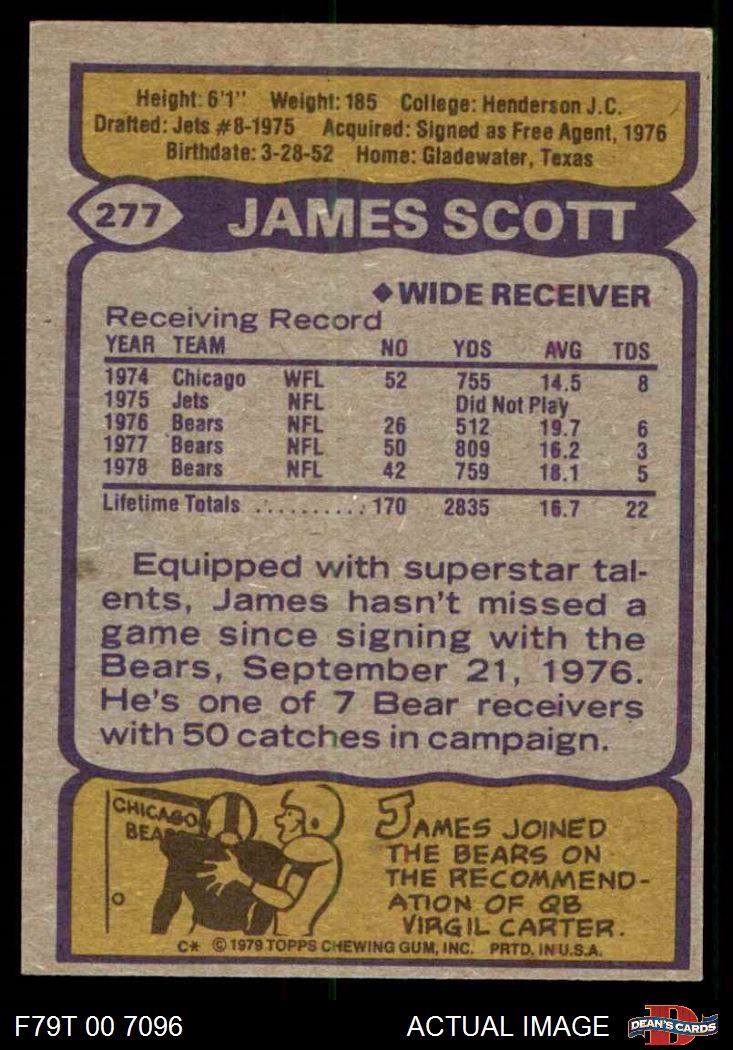 Height: 6'1" Weight: 185 College: Henderson J.C.
Drafted: Jets #8-1975 Acquired: Signed as Free Agent, 1976
Birthdate: 3-28-52 Home: Gladewater, Texas
277 JAMES SCOTT
◆WIDE RECEIVER
Receiving Record
YEAR TEAM NO YDS AVG TDS
1974 Chicago WFL 52 755 14.5 8
1975 Jets NFL Did Not Play
1976 Bears NFL 26 512 19.7 6
1977 Bears NFL 50 809 16.2 3
1978 Bears NFL 42 759 18.1 5
Lifetime Totals .......... 170 2835 16.7 22
Equipped with superstar tal-
ents, James hasn't missed a
game since signing with the
Bears, September 21, 1976.
He's one of 7 Bear receivers
with 50 catches in campaign.
CHICAGO
BEARS
JAMES JOINED
THE BEARS ON
THE RECOMMEND-
ATION OF QB
VIRGIL CARTER.
C* © 1979 TOPPS CHEWING GUM, INC. PRTD. IN U.S.A.
F79T 00 7096 ACTUAL IMAGE D DEAN'S CARDS